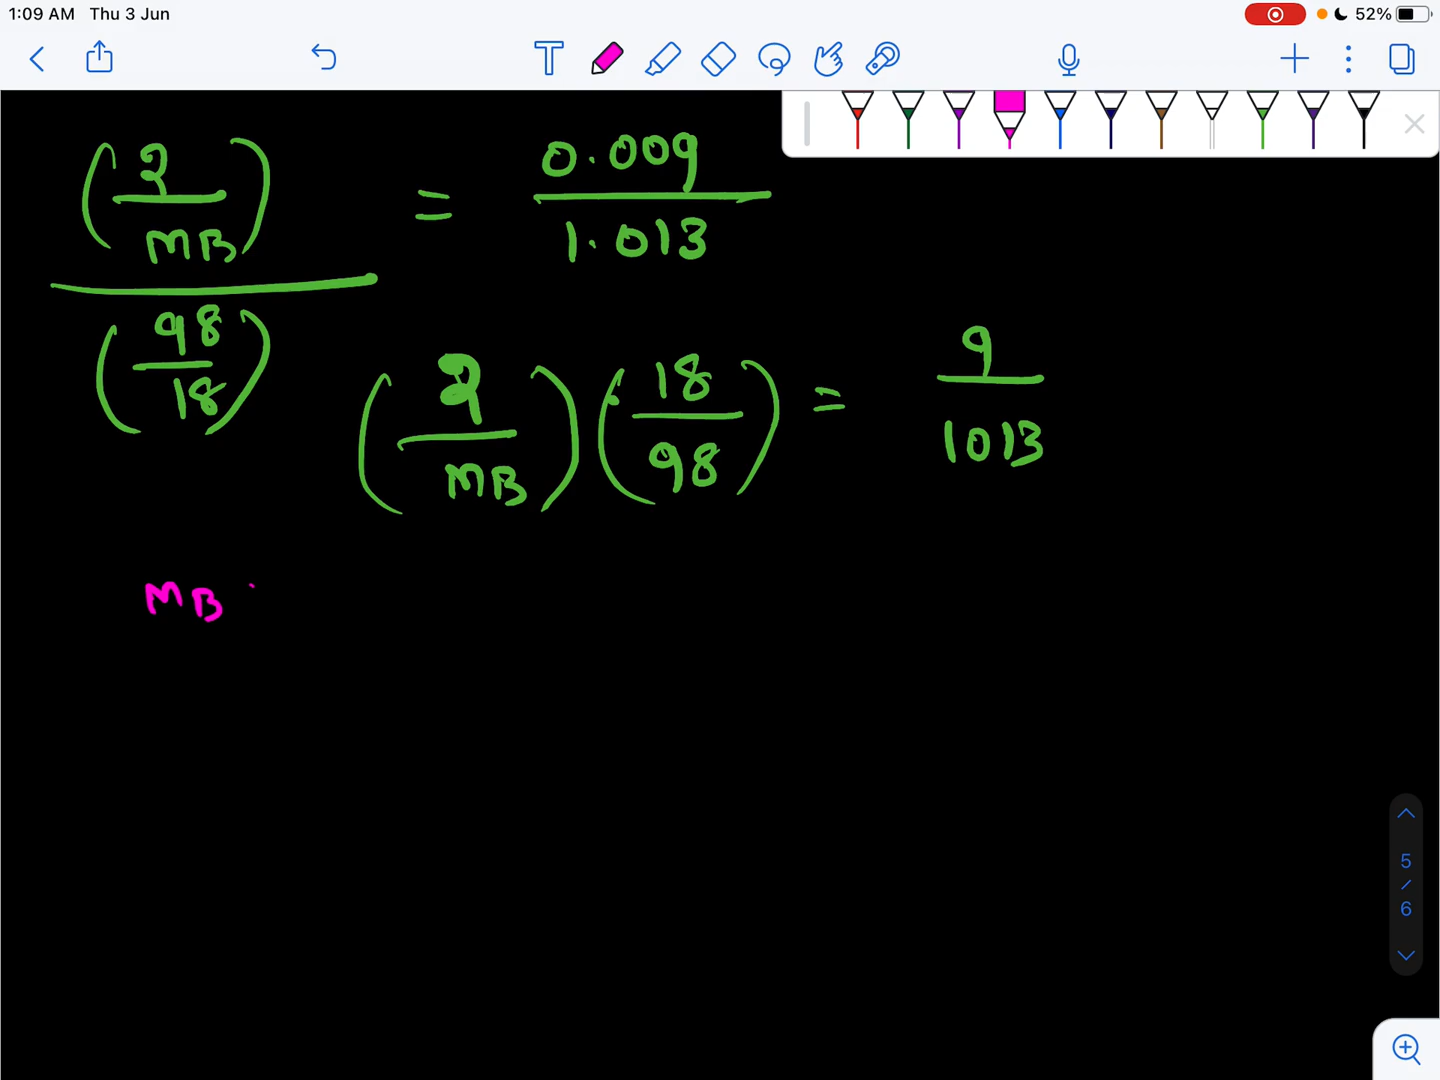 1:09 AM Thu 3 Jun 52%
T
(2/MB) / (98/18) = 0.009/1.013
(2/MB) (18/98) = 9/1013
MB
5
/
6